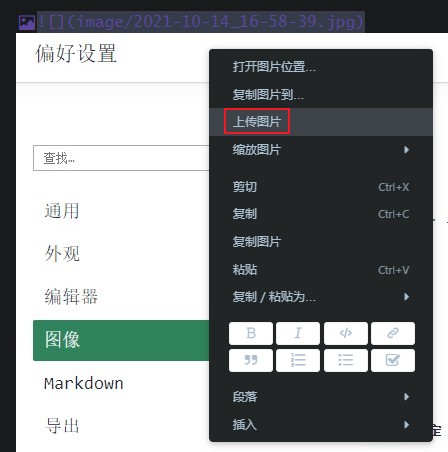 ![](image/2021-10-14_16-58-39.jpg)
偏好设置
查找...
通用
外观
编辑器
图像
Markdown
导出
打开图片位置...
复制图片到...
上传图片
缩放图片
剪切 Ctrl+X
复制 Ctrl+C
复制图片
粘贴 Ctrl+V
复制 / 粘贴为...
B I </>
段落
插入
定